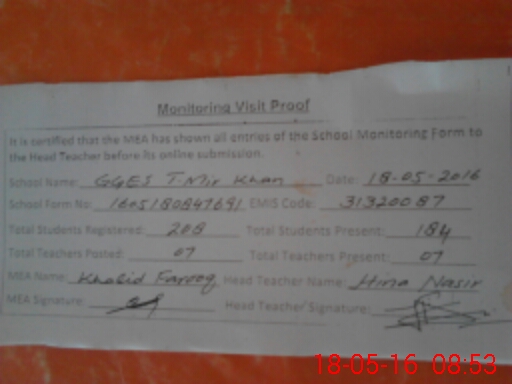 Monitoring Visit Proof
It is certified that the MEA has shown all entries of the School Monitoring Form to
the Head Teacher before its online submission.
School Name: GGES T.Mir Khan Date: 18-05-2016
School Form No: 1605180847691 EMIS Code: 31320087
Total Students Registered: 208 Total Students Present: 184
Total Teachers Posted: 07 Total Teachers Present: 07
MEA Name: Khalid Farooq Head Teacher Name: Hina Nasir
MEA Signature: Head Teacher Signature:
18-05-16 08:53